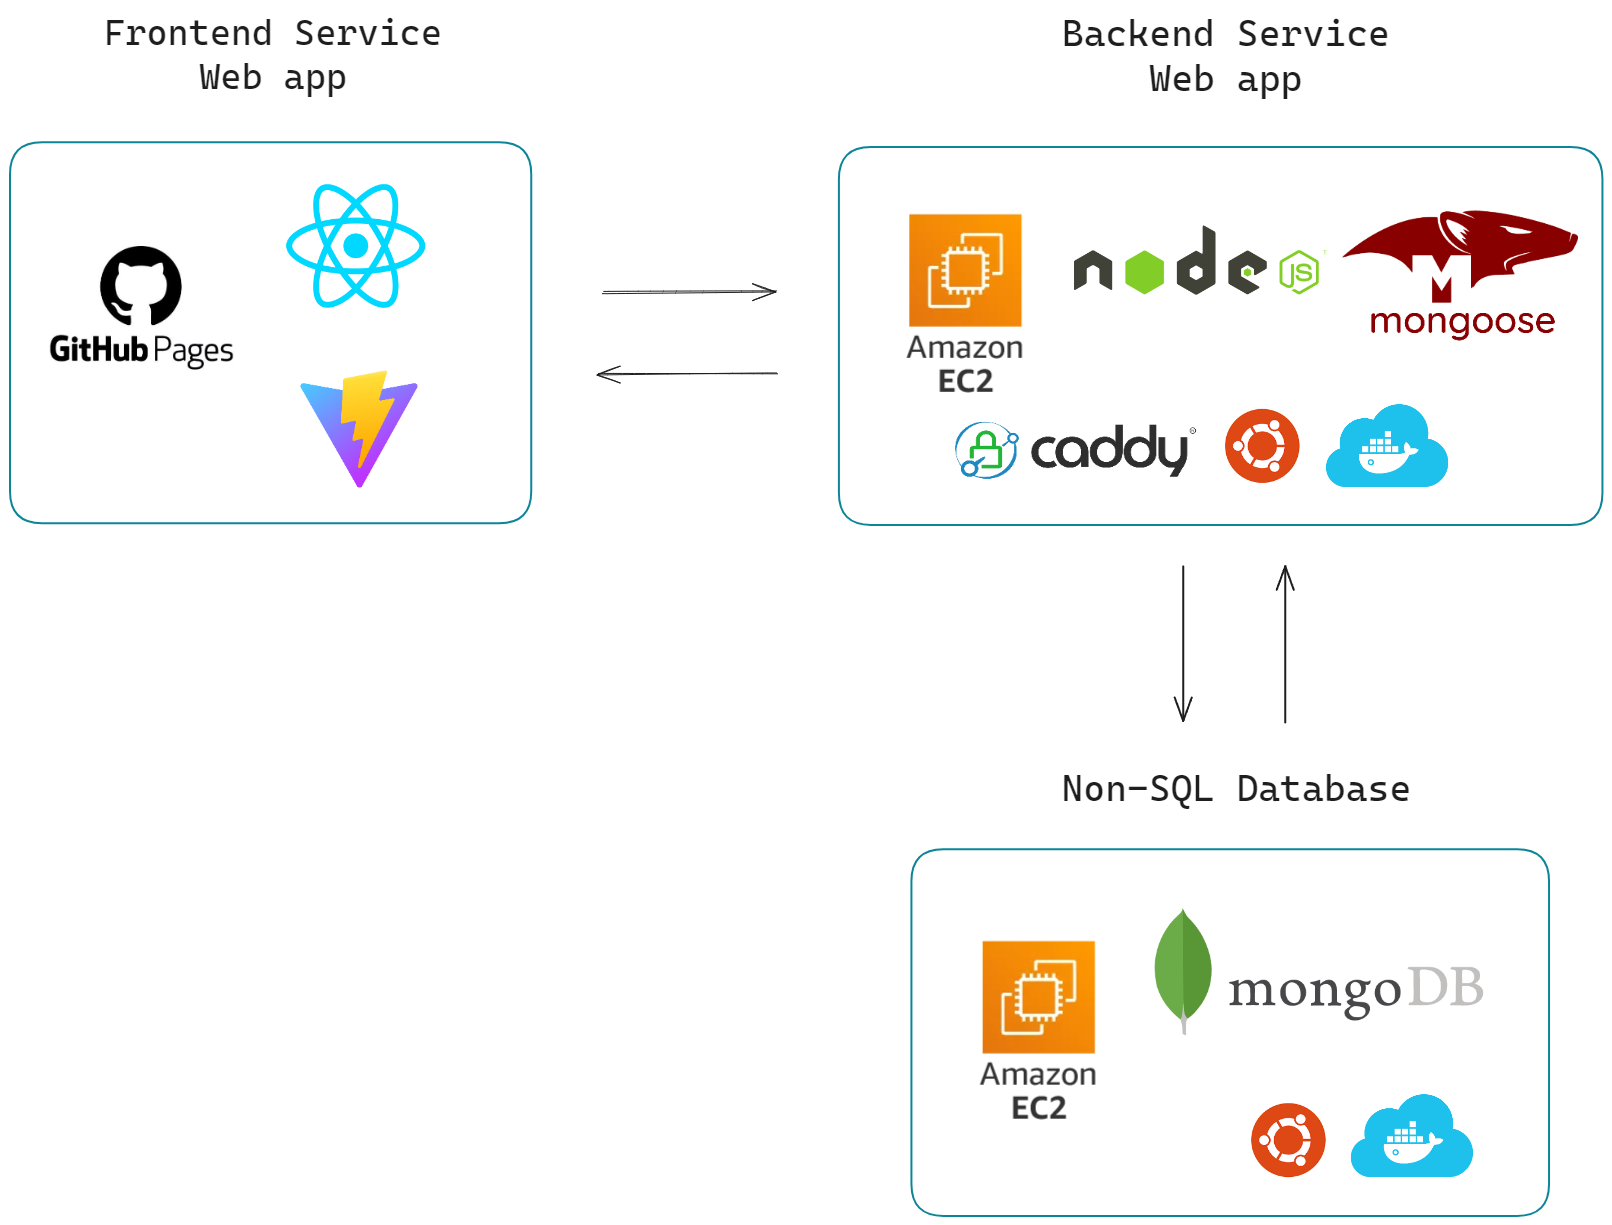 Frontend Service
Web app
Backend Service
Web app
GitHub Pages
Amazon
EC2
node
JS
M
mongoose
caddy
Non-SQL Database
Amazon
EC2
mongoDB